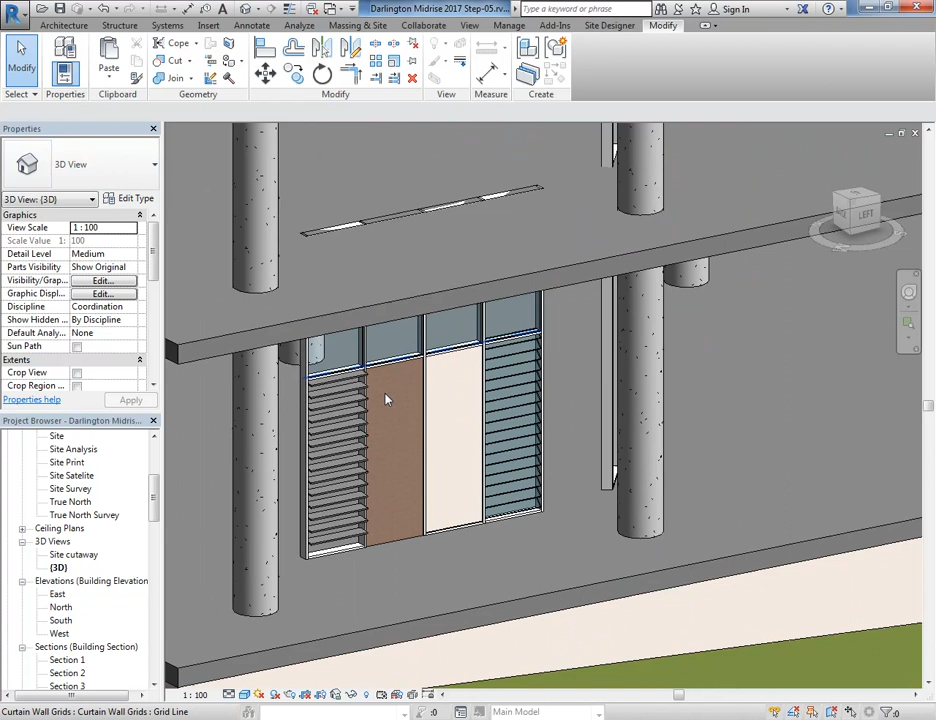 Darlington Midrise 2017 Step-05.rv...
Type a keyword or phrase
Sign In
Architecture
Structure
Systems
Insert
Annotate
Analyze
Massing & Site
Collaborate
View
Manage
Add-Ins
Site Designer
Modify
Modify
Properties
Paste
Cope
Cut
Join
Select
Properties
Clipboard
Geometry
Modify
View
Measure
Create
Properties
3D View
3D View: {3D}
Edit Type
Graphics
View Scale 1 : 100
Scale Value 1: 100
Detail Level Medium
Parts Visibility Show Original
Visibility/Grap... Edit...
Graphic Displ... Edit...
Discipline Coordination
Show Hidden ... By Discipline
Default Analy... None
Sun Path
Extents
Crop View
Crop Region ...
Properties help
Apply
Project Browser - Darlington Midris...
Site
Site Analysis
Site Print
Site Satelite
Site Survey
True North
True North Survey
Ceiling Plans
3D Views
Site cutaway
{3D}
Elevations (Building Elevation
East
North
South
West
Sections (Building Section)
Section 1
Section 2
Section 3
LEFT
1 : 100
Curtain Wall Grids : Curtain Wall Grids : Grid Line
:0
Main Model
:0